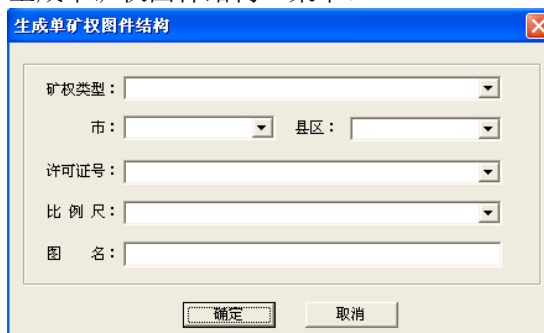 生成单矿权图件结构
矿权类型：
市： 县区：
许可证号：
比 例 尺：
图 名：
确定 取消